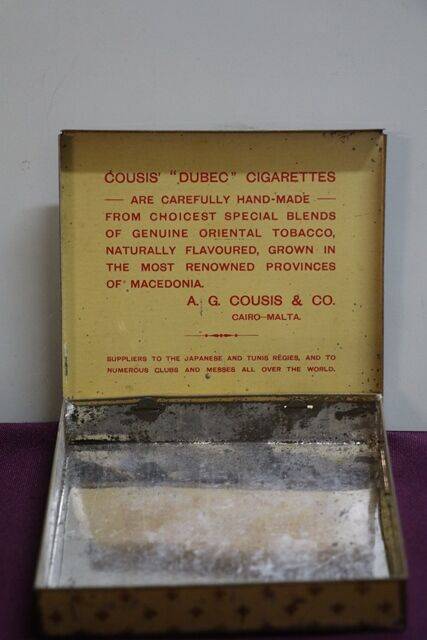 COUSIS' "DUBEC" CIGARETTES
— ARE CAREFULLY HAND-MADE —
FROM CHOICEST SPECIAL BLENDS
OF GENUINE ORIENTAL TOBACCO,
NATURALLY FLAVOURED, GROWN IN
THE MOST RENOWNED PROVINCES
OF MACEDONIA.
A. G. COUSIS & CO.
CAIRO-MALTA.
SUPPLIERS TO THE JAPANESE AND TUNIS RÉGIES, AND TO
NUMEROUS CLUBS AND MESSES ALL OVER THE WORLD.